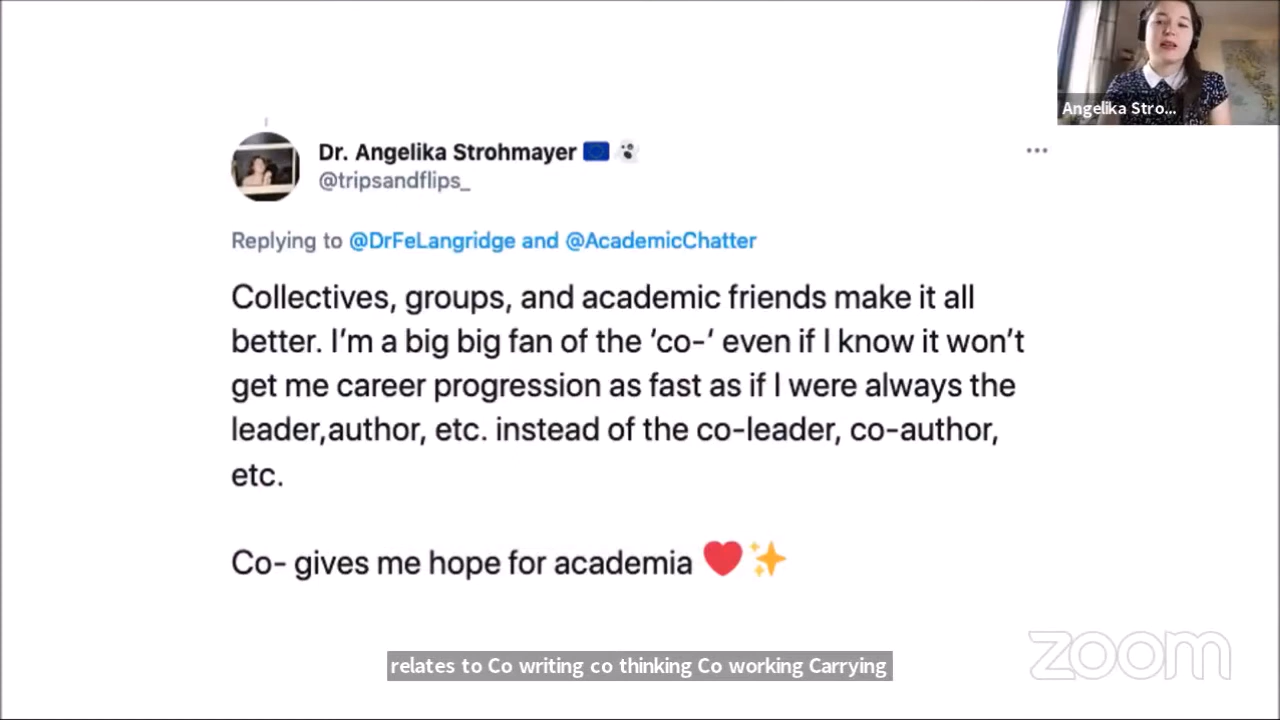 Angelika Stro...
Dr. Angelika Strohmayer
@tripsandflips_
Replying to @DrFeLangridge and @AcademicChatter
Collectives, groups, and academic friends make it all
better. I’m a big big fan of the ‘co-‘ even if I know it won’t
get me career progression as fast as if I were always the
leader,author, etc. instead of the co-leader, co-author,
etc.
Co- gives me hope for academia
relates to Co writing co thinking Co working Carrying
zoom